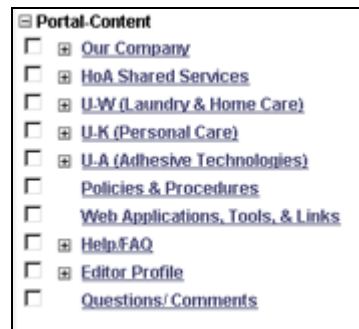 Portal-Content
Our Company
HoA Shared Services
U-W (Laundry & Home Care)
U-K (Personal Care)
U-A (Adhesive Technologies)
Policies & Procedures
Web Applications, Tools, & Links
Help/FAQ
Editor Profile
Questions/Comments